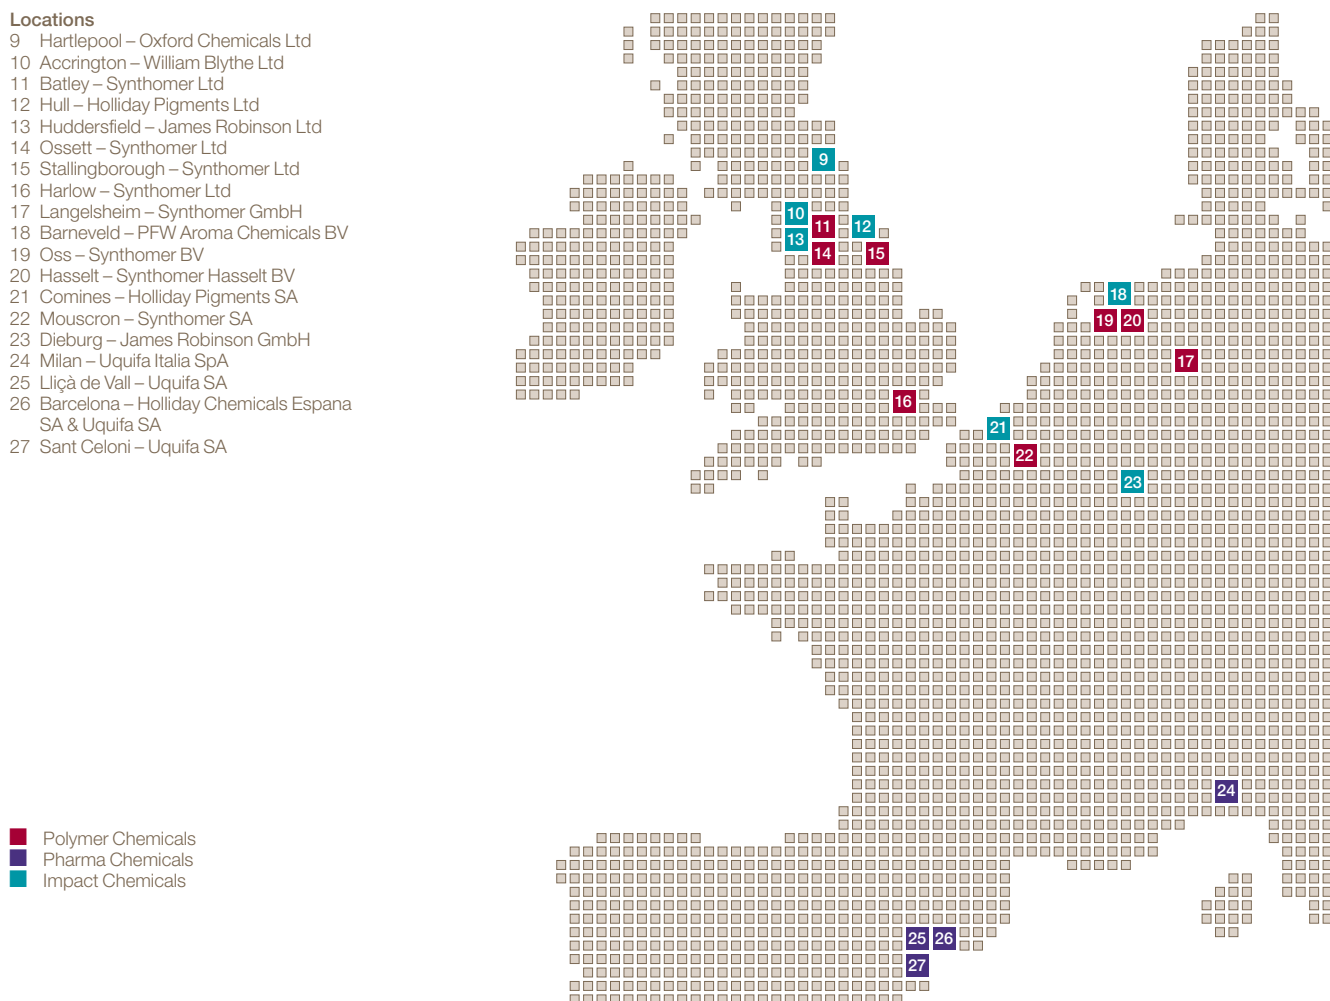 Locations
9 Hartlepool – Oxford Chemicals Ltd
10 Accrington – William Blythe Ltd
11 Batley – Synthomer Ltd
12 Hull – Holliday Pigments Ltd
13 Huddersfield – James Robinson Ltd
14 Ossett – Synthomer Ltd
15 Stallingborough – Synthomer Ltd
16 Harlow – Synthomer Ltd
17 Langelsheim – Synthomer GmbH
18 Barneveld – PFW Aroma Chemicals BV
19 Oss – Synthomer BV
20 Hasselt – Synthomer Hasselt BV
21 Comines – Holliday Pigments SA
22 Mouscron – Synthomer SA
23 Dieburg – James Robinson GmbH
24 Milan – Uquifa Italia SpA
25 Lliçà de Vall – Uquifa SA
26 Barcelona – Holliday Chemicals Espana
SA & Uquifa SA
27 Sant Celoni – Uquifa SA
9
10
11
12
13
14
15
18
19 20
17
16
21
22
23
24
25 26
27
Polymer Chemicals
Pharma Chemicals
Impact Chemicals